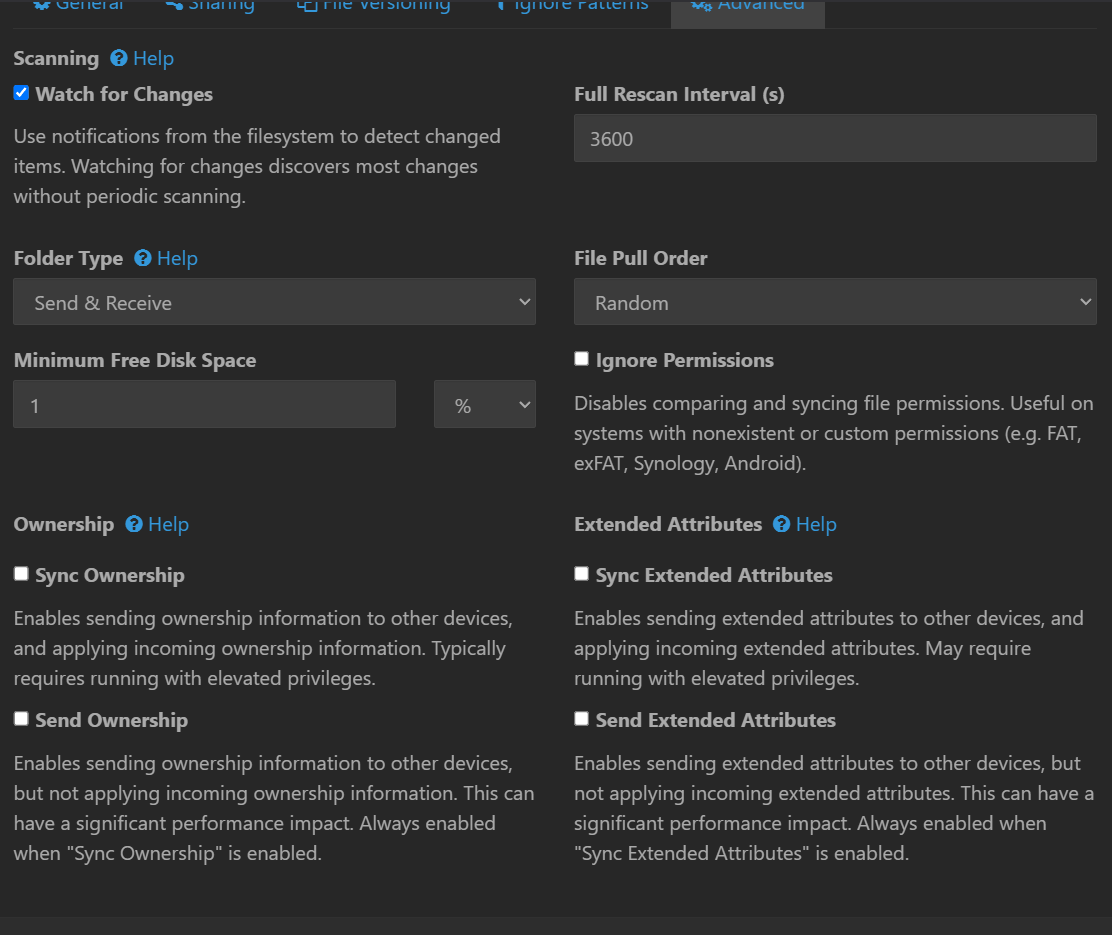 General Sharing File Versioning Ignore Patterns Advanced
Scanning Help
Watch for Changes
Use notifications from the filesystem to detect changed
items. Watching for changes discovers most changes
without periodic scanning.
Full Rescan Interval (s)
3600
Folder Type Help
Send & Receive
File Pull Order
Random
Minimum Free Disk Space
1
%
Ignore Permissions
Disables comparing and syncing file permissions. Useful on
systems with nonexistent or custom permissions (e.g. FAT,
exFAT, Synology, Android).
Ownership Help
Sync Ownership
Enables sending ownership information to other devices,
and applying incoming ownership information. Typically
requires running with elevated privileges.
Send Ownership
Enables sending ownership information to other devices,
but not applying incoming ownership information. This can
have a significant performance impact. Always enabled
when "Sync Ownership" is enabled.
Extended Attributes Help
Sync Extended Attributes
Enables sending extended attributes to other devices, and
applying incoming extended attributes. May require
running with elevated privileges.
Send Extended Attributes
Enables sending extended attributes to other devices, but
not applying incoming extended attributes. This can have a
significant performance impact. Always enabled when
"Sync Extended Attributes" is enabled.